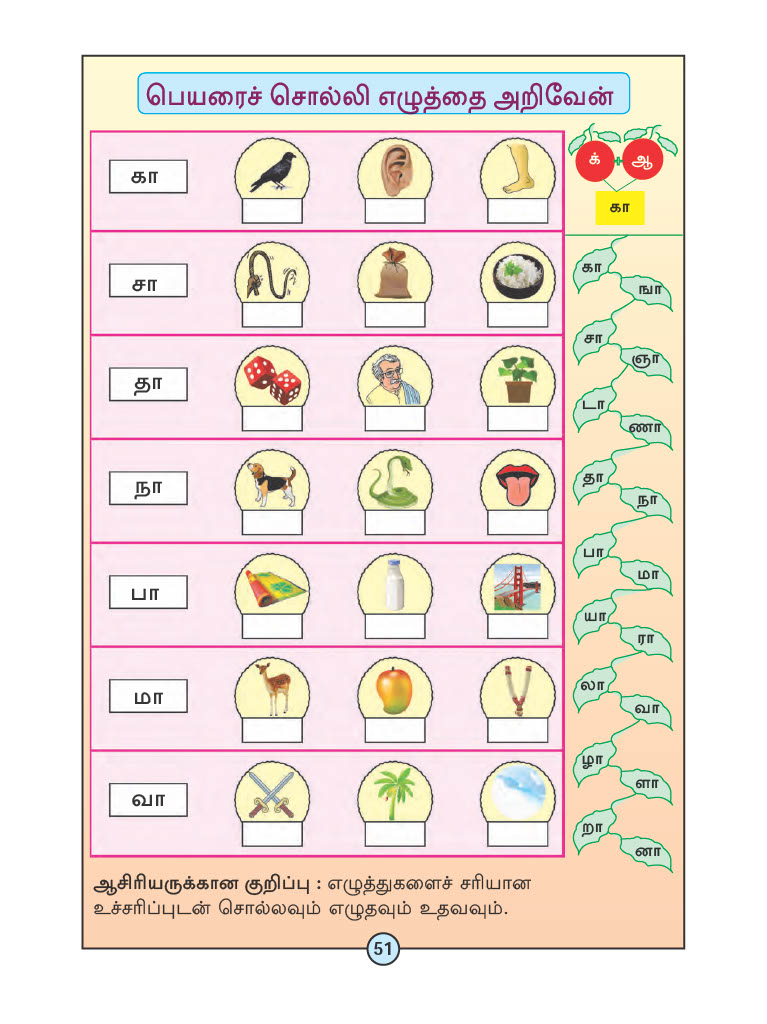 பெயரைச் சொல்லி எழுத்தை அறிவேன்
கா
சா
தா
நா
பா
மா
வா
க் + ஆ
கா
கா
ஙா
சா
ஞா
டா
ணா
தா
நா
பா
மா
யா
ரா
லா
வா
ழா
ளா
றா
னா
ஆசிரியருக்கான குறிப்பு : எழுத்துகளைச் சரியான
உச்சரிப்புடன் சொல்லவும் எழுதவும் உதவவும்.
51